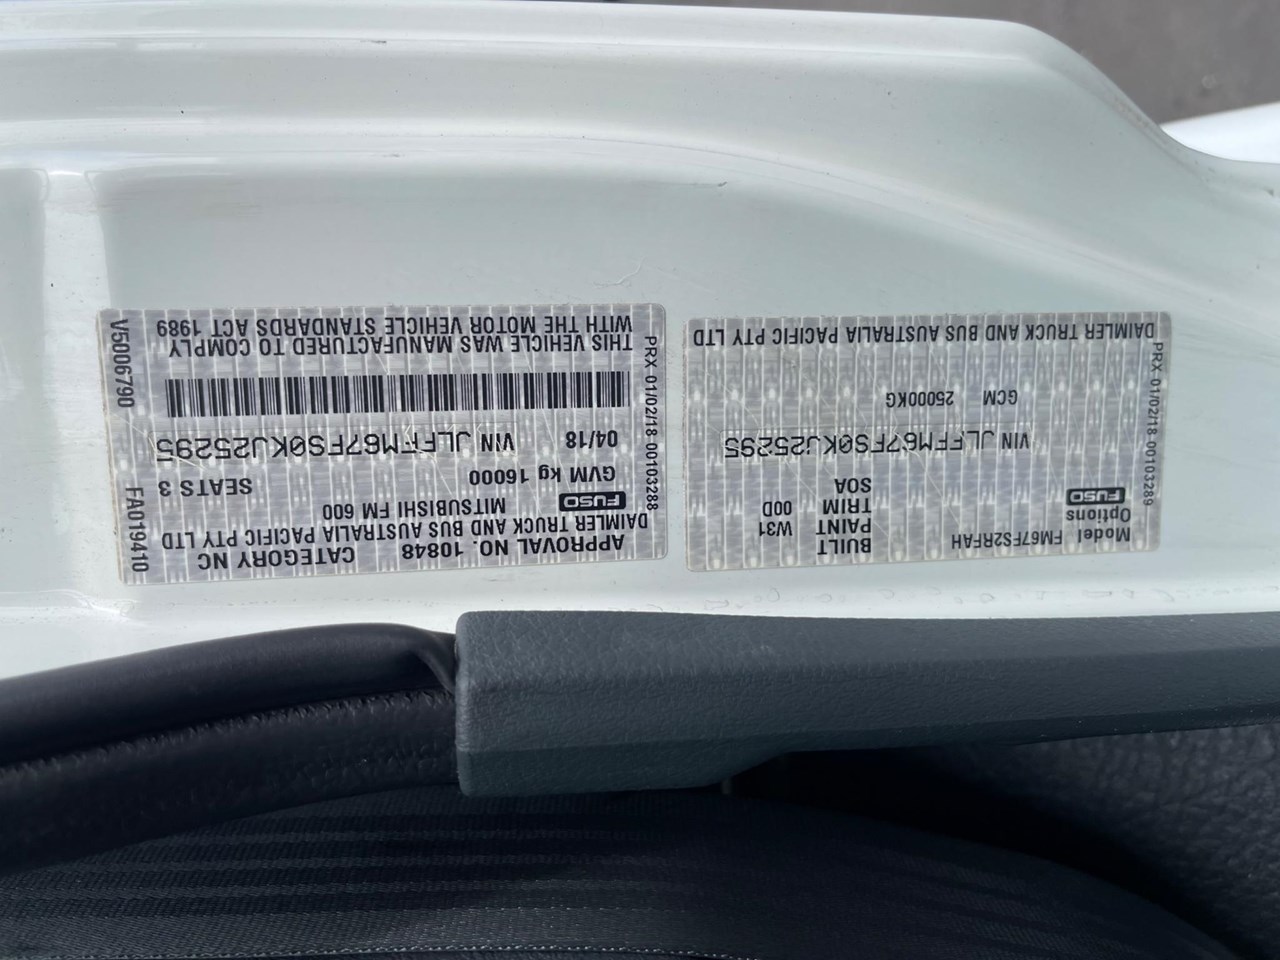 Model FM67FS2RFAH
Options
FUSO
BUILT
PAINT W31
TRIM 00D
SOA
VIN JLFFM67FS0KJ25295
GCM 25000KG
DAIMLER TRUCK AND BUS AUSTRALIA PACIFIC PTY LTD
PRX 01/02/18 00103289
APPROVAL NO. 10848 CATEGORY NC
DAIMLER TRUCK AND BUS AUSTRALIA PACIFIC PTY LTD
FUSO MITSUBISHI FM 600
GVM kg 16000 SEATS 3
04/18 VIN JLFFM67FS0KJ25295
THIS VEHICLE WAS MANUFACTURED TO COMPLY
WITH THE MOTOR VEHICLE STANDARDS ACT 1989
PRX 01/02/18 00103288
V5006790 FA019410